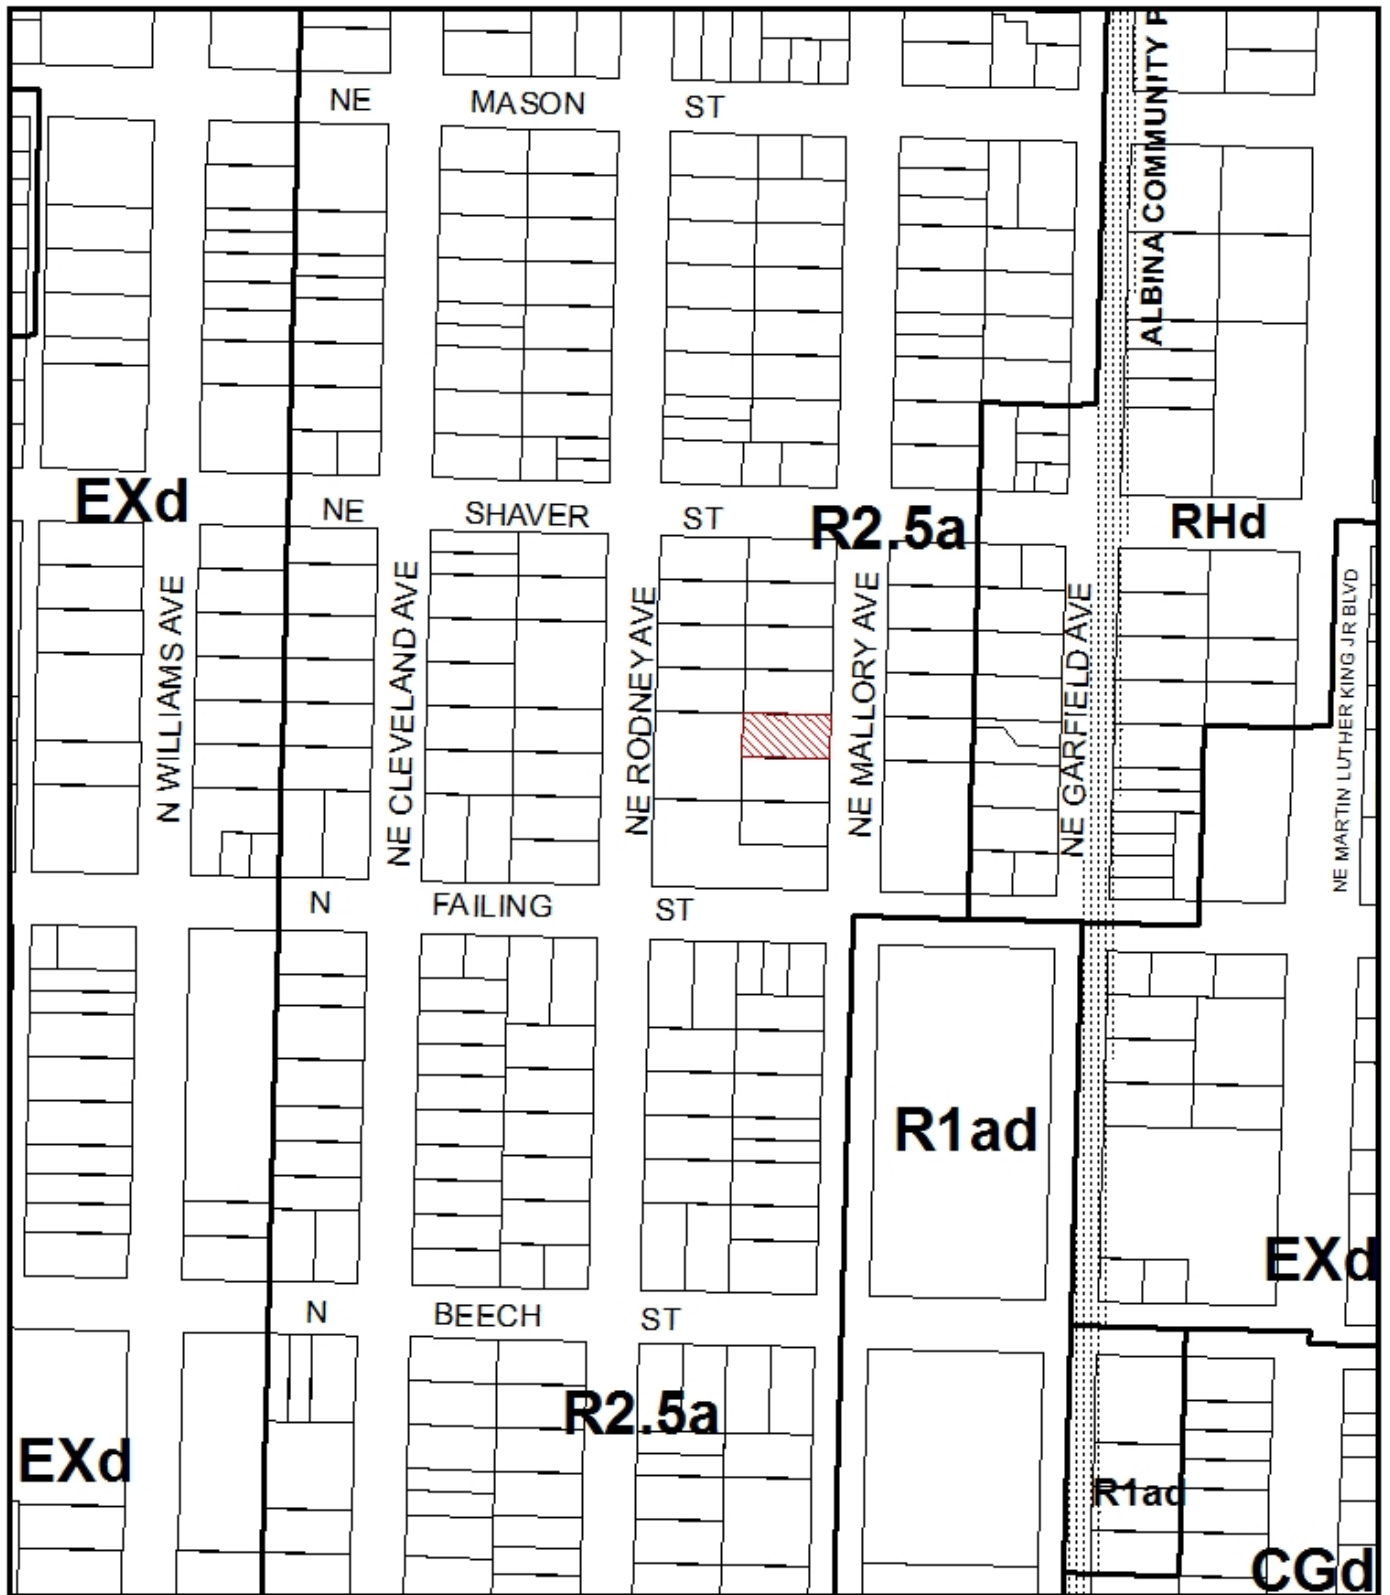 NE MASON ST
ALBINA COMMUNITY P
EXd
NE SHAVER ST
R2.5a
RHd
N WILLIAMS AVE
NE CLEVELAND AVE
NE RODNEY AVE
NE MALLORY AVE
NE GARFIELD AVE
NE MARTIN LUTHER KING JR BLVD
N FAILING ST
R1ad
EXd
N BEECH ST
R2.5a
EXd
R1ad
CGd